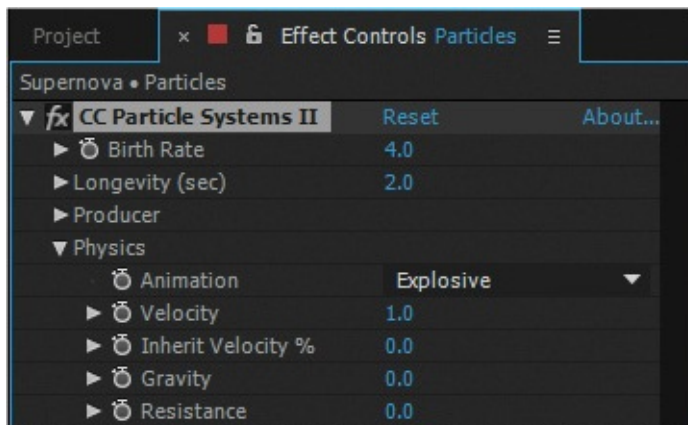 Project × Effect Controls Particles ≡
Supernova • Particles
fx CC Particle Systems II Reset About...
Birth Rate 4.0
Longevity (sec) 2.0
Producer
Physics
Animation Explosive
Velocity 1.0
Inherit Velocity % 0.0
Gravity 0.0
Resistance 0.0